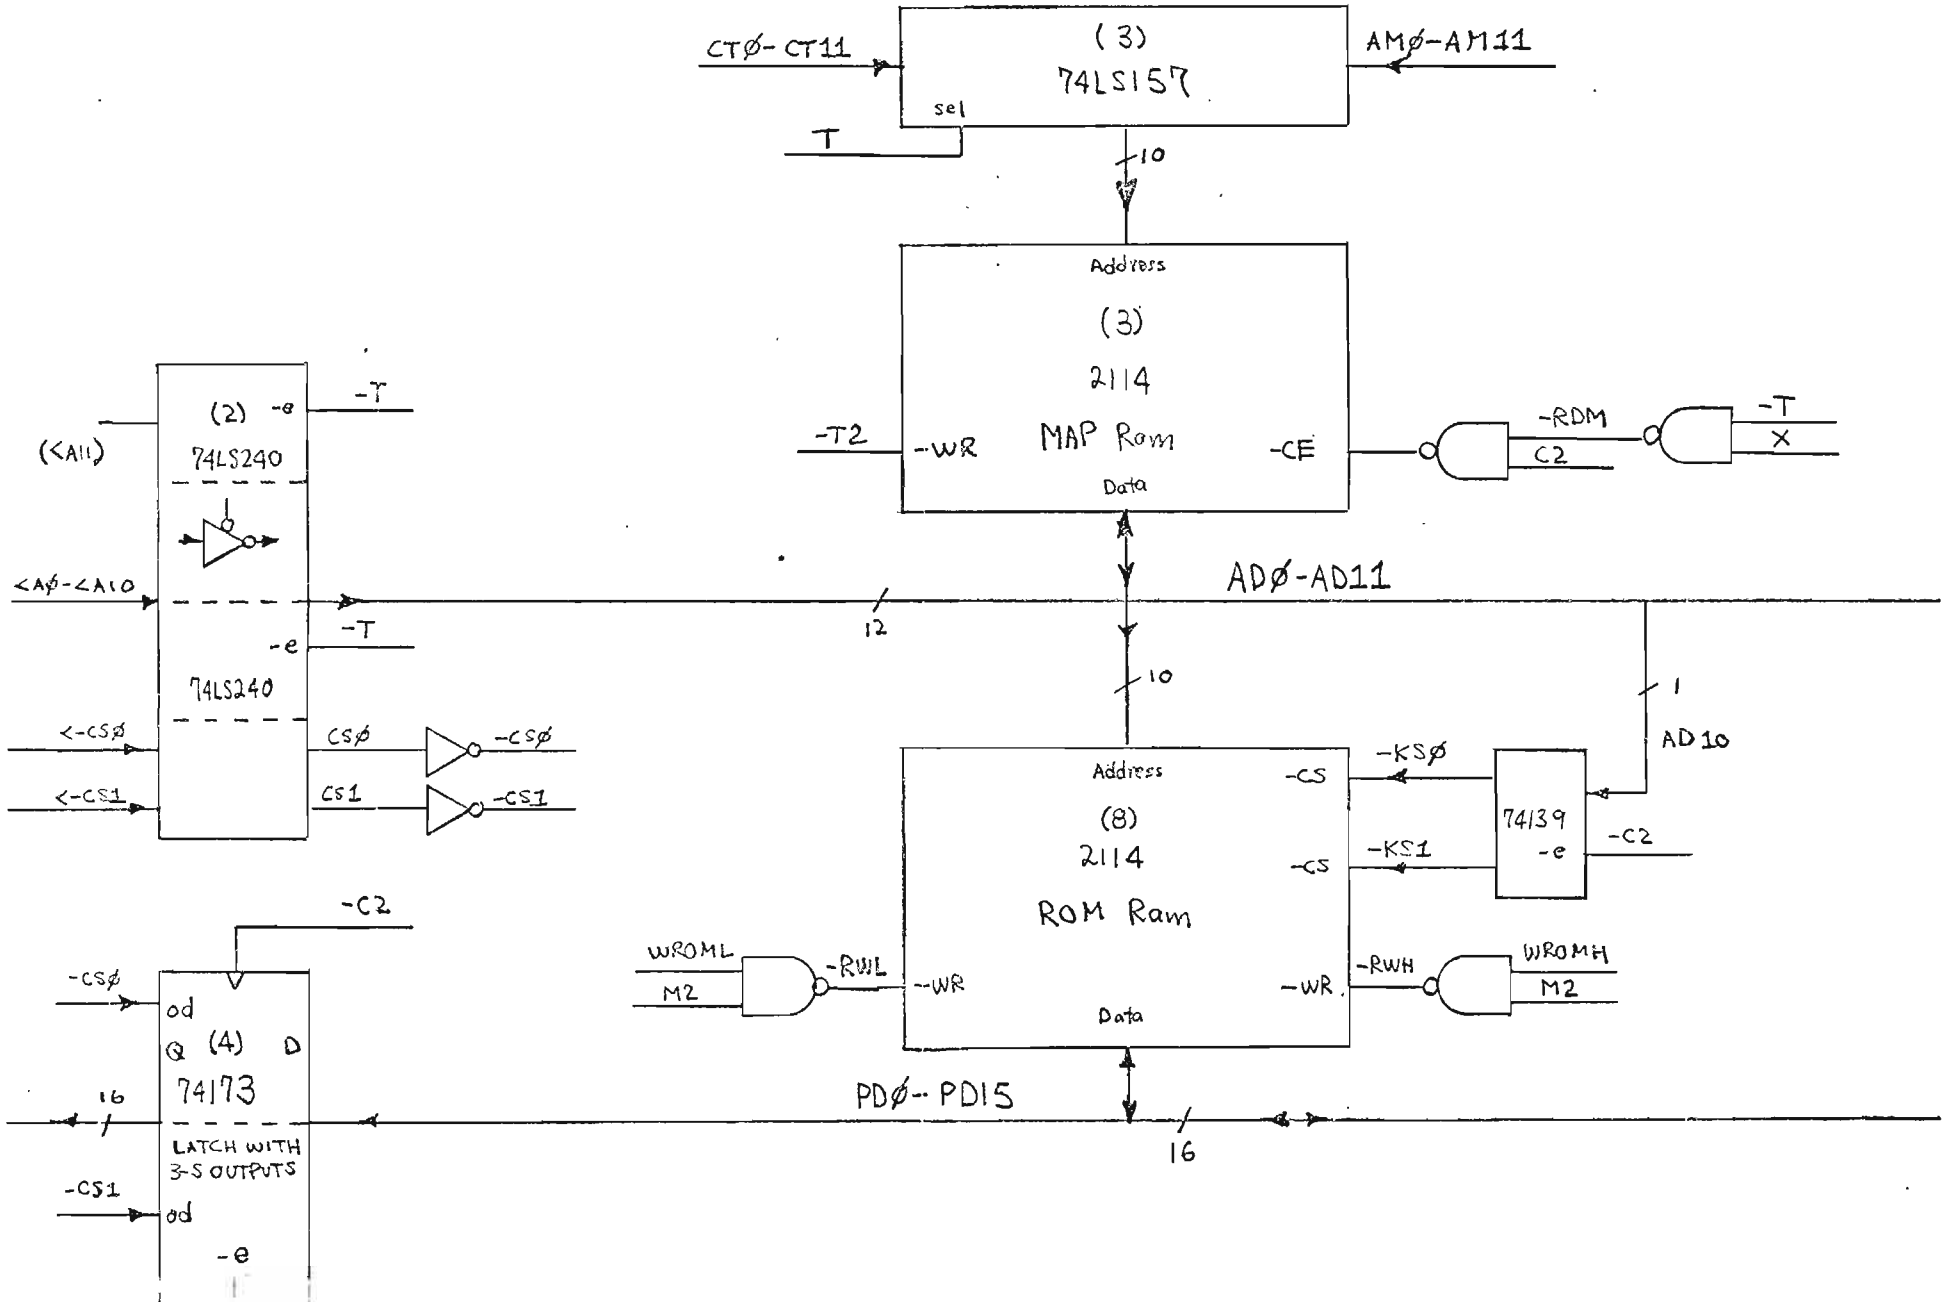 CTØ-CT11
(3)
74LS157
sel
AMØ-AM11
T
10
Address
(3)
2114
MAP Ram
-T2
-WR
-CE
Data
-RDM
C2
-T
X
(2)
-e
-T
(<A11)
74LS240
<AØ-<A10
12
ADØ-AD11
-e
-T
74LS240
10
1
AD10
<-CSØ
CSØ
-CSØ
<-CS1
CS1
-CS1
Address
(8)
2114
ROM Ram
-CS
-KSØ
-CS
-KS1
74139
-e
-C2
WROML
M2
-RWL
-WR
-WR
-RWH
WROMH
M2
Data
-C2
-CSØ
od
Q (4) D
74173
16
LATCH WITH
3-S OUTPUTS
-CS1
od
-e
PDØ-PD15
16